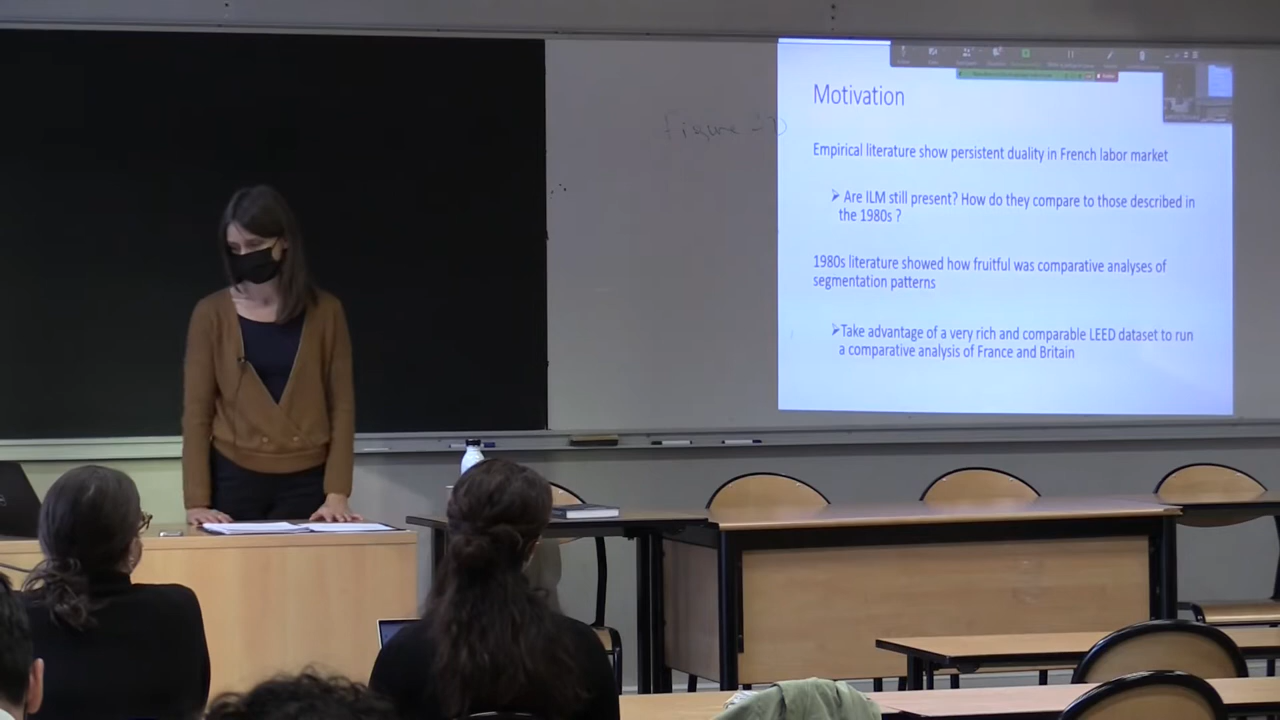 Motivation
Empirical literature show persistent duality in French labor market
➢ Are ILM still present? How do they compare to those described in
the 1980s ?
1980s literature showed how fruitful was comparative analyses of
segmentation patterns
➢Take advantage of a very rich and comparable LEED dataset to run
a comparative analysis of France and Britain
Figure